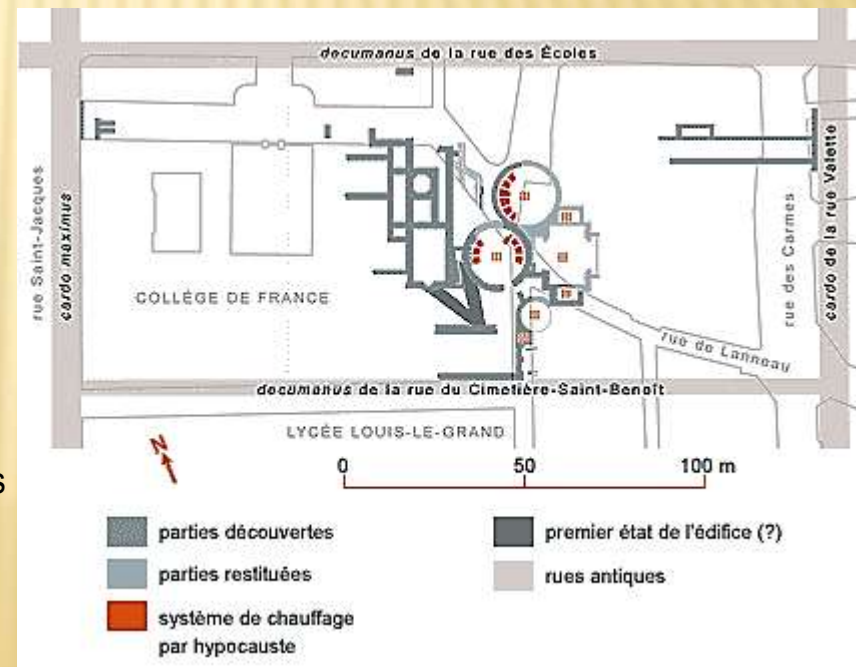 documanus de la rue des Écoles
rue Saint-Jacques
cardo maximus
COLLÈGE DE FRANCE
rue des Carmes
cardo de la rue Valette
rue de Lanneau
documanus de la rue du Cimetière-Saint-Benoît
LYCÉE LOUIS-LE-GRAND
N
0 50 100 m
s
parties découvertes
premier état de l'édifice (?)
parties restituées
rues antiques
système de chauffage
par hypocauste